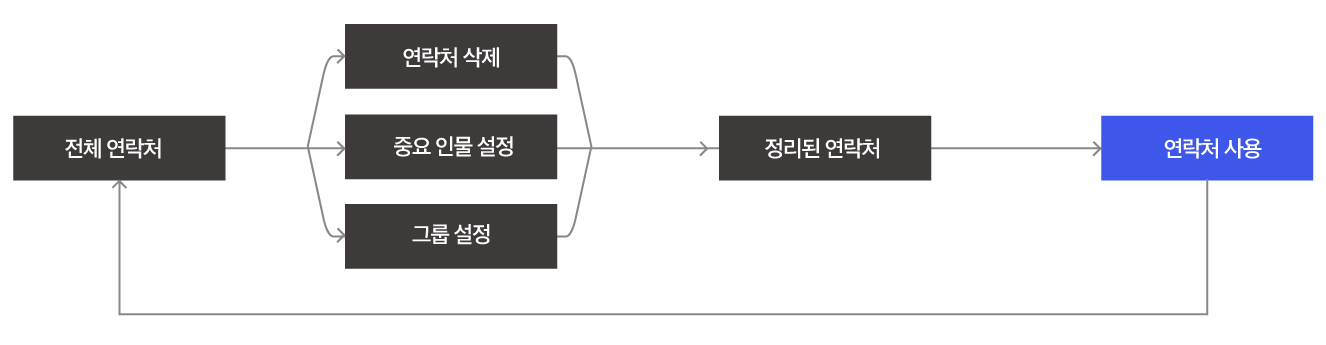 전체 연락처
연락처 삭제
중요 인물 설정
그룹 설정
정리된 연락처
연락처 사용